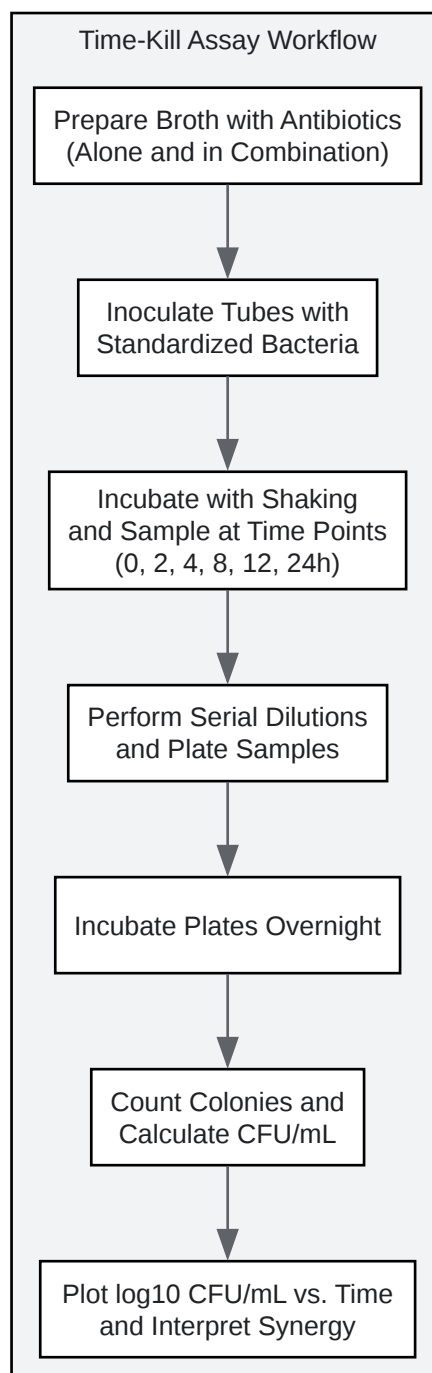 Time-Kill Assay Workflow
Prepare Broth with Antibiotics
(Alone and in Combination)
Inoculate Tubes with
Standardized Bacteria
Incubate with Shaking
and Sample at Time Points
(0, 2, 4, 8, 12, 24h)
Perform Serial Dilutions
and Plate Samples
Incubate Plates Overnight
Count Colonies and
Calculate CFU/mL
Plot log10 CFU/mL vs. Time
and Interpret Synergy